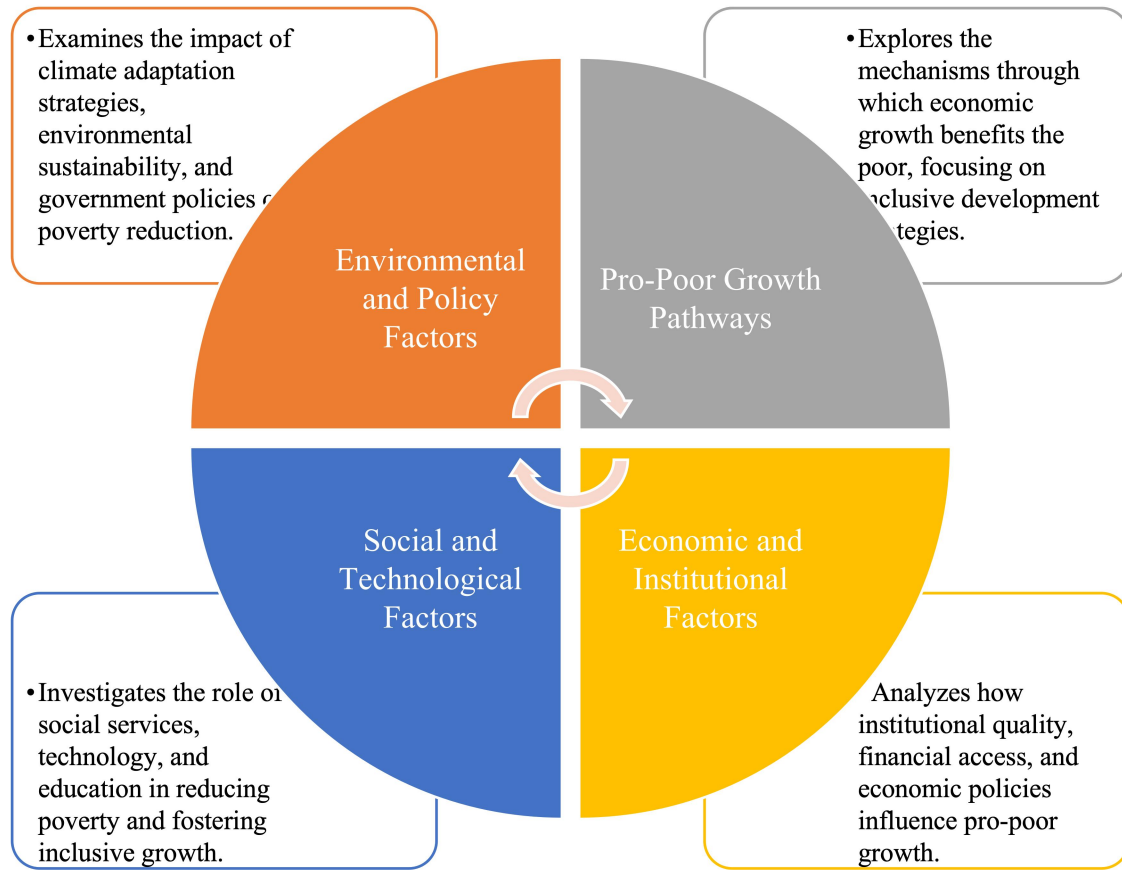 •Examines the impact of
climate adaptation
strategies,
environmental
sustainability, and
government policies
poverty reduction.
•Explores the
mechanisms through
which economic
growth benefits the
poor, focusing on
inclusive development
strategies.
Environmental
and Policy
Factors
Pro-Poor Growth
Pathways
Social and
Technological
Factors
Economic and
Institutional
Factors
•Investigates the role of
social services,
technology, and
education in reducing
poverty and fostering
inclusive growth.
Analyzes how
institutional quality,
financial access, and
economic policies
influence pro-poor
growth.